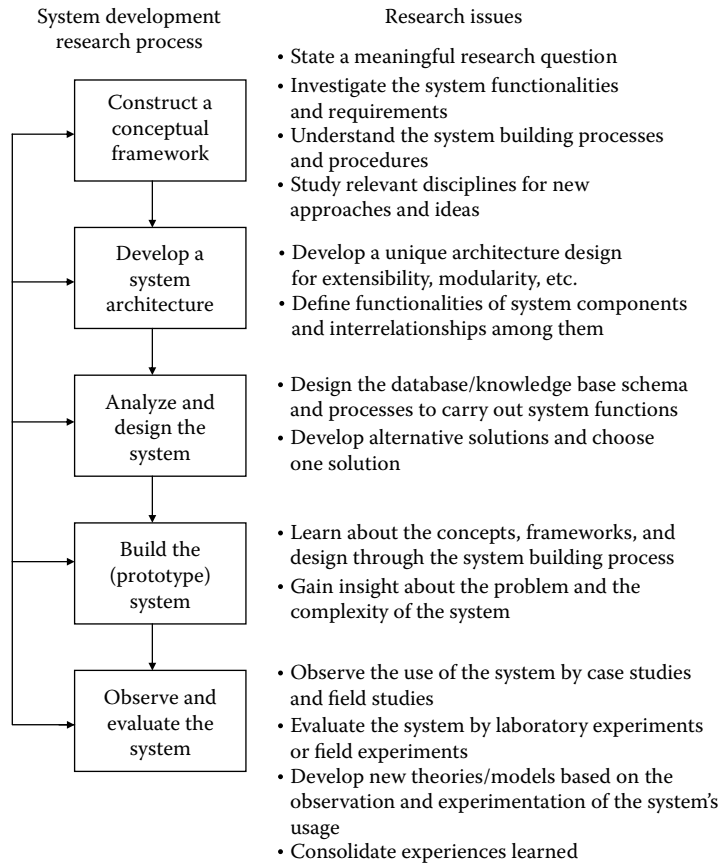 System development
research process
Research issues
Construct a
conceptual
framework
• State a meaningful research question
• Investigate the system functionalities
and requirements
• Understand the system building processes
and procedures
• Study relevant disciplines for new
approaches and ideas
Develop a
system
architecture
• Develop a unique architecture design
for extensibility, modularity, etc.
• Define functionalities of system components
and interrelationships among them
Analyze and
design the
system
• Design the database/knowledge base schema
and processes to carry out system functions
• Develop alternative solutions and choose
one solution
Build the
(prototype)
system
• Learn about the concepts, frameworks, and
design through the system building process
• Gain insight about the problem and the
complexity of the system
Observe and
evaluate the
system
• Observe the use of the system by case studies
and field studies
• Evaluate the system by laboratory experiments
or field experiments
• Develop new theories/models based on the
observation and experimentation of the system's
usage
• Consolidate experiences learned